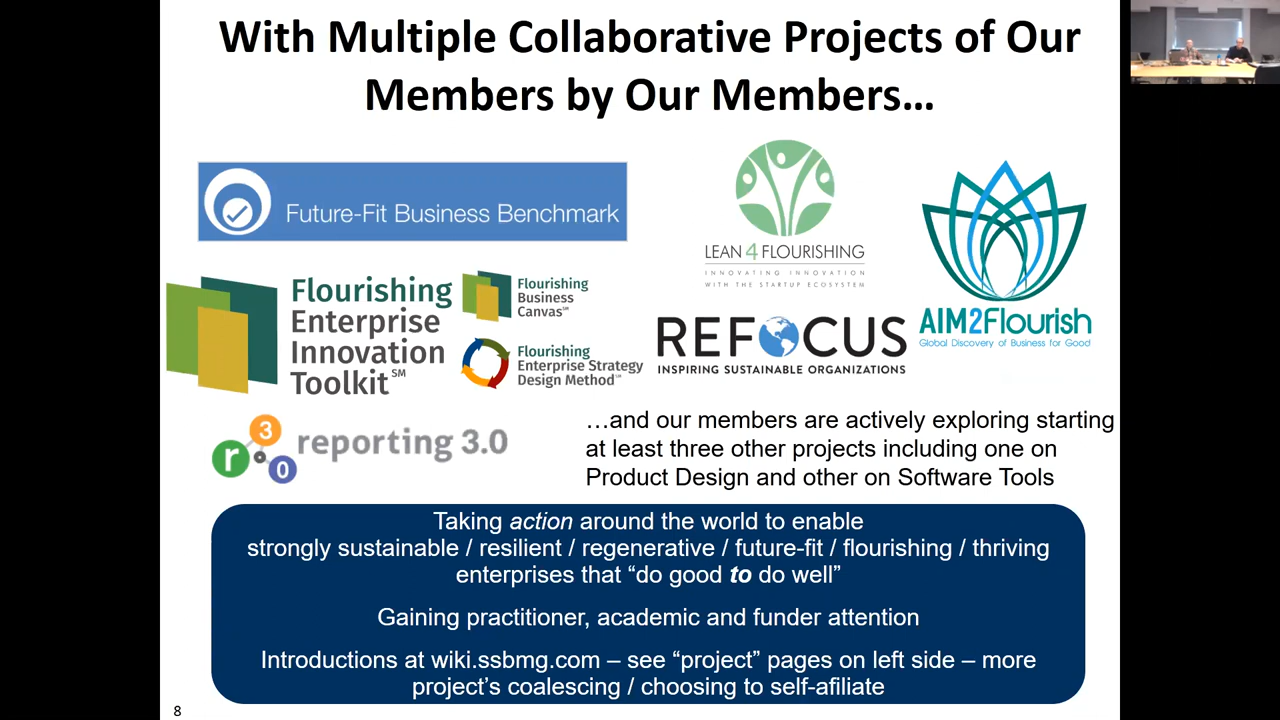 With Multiple Collaborative Projects of Our
Members by Our Members…
Future-Fit Business Benchmark
LEAN 4 FLOURISHING
INNOVATING INNOVATION
WITH THE STARTUP ECOSYSTEM
AIM2Flourish
Global Discovery of Business for Good
Flourishing
Enterprise
Innovation
Toolkit℠
Flourishing
Business
Canvas℠
Flourishing
Enterprise Strategy
Design Method℠
REFOCUS
INSPIRING SUSTAINABLE ORGANIZATIONS
r30
reporting 3.0
…and our members are actively exploring starting
at least three other projects including one on
Product Design and other on Software Tools
Taking action around the world to enable
strongly sustainable / resilient / regenerative / future-fit / flourishing / thriving
enterprises that “do good to do well”
Gaining practitioner, academic and funder attention
Introductions at wiki.ssbmg.com – see “project” pages on left side – more
project’s coalescing / choosing to self-afiliate
8